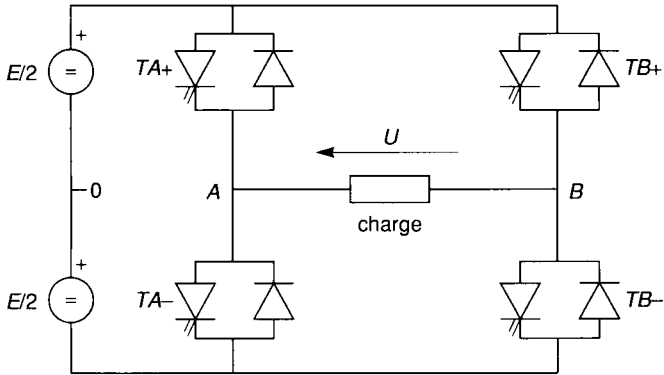 +
E/2
=
TA+
TB+
U
0
A
B
charge
+
E/2
=
TA–
TB–